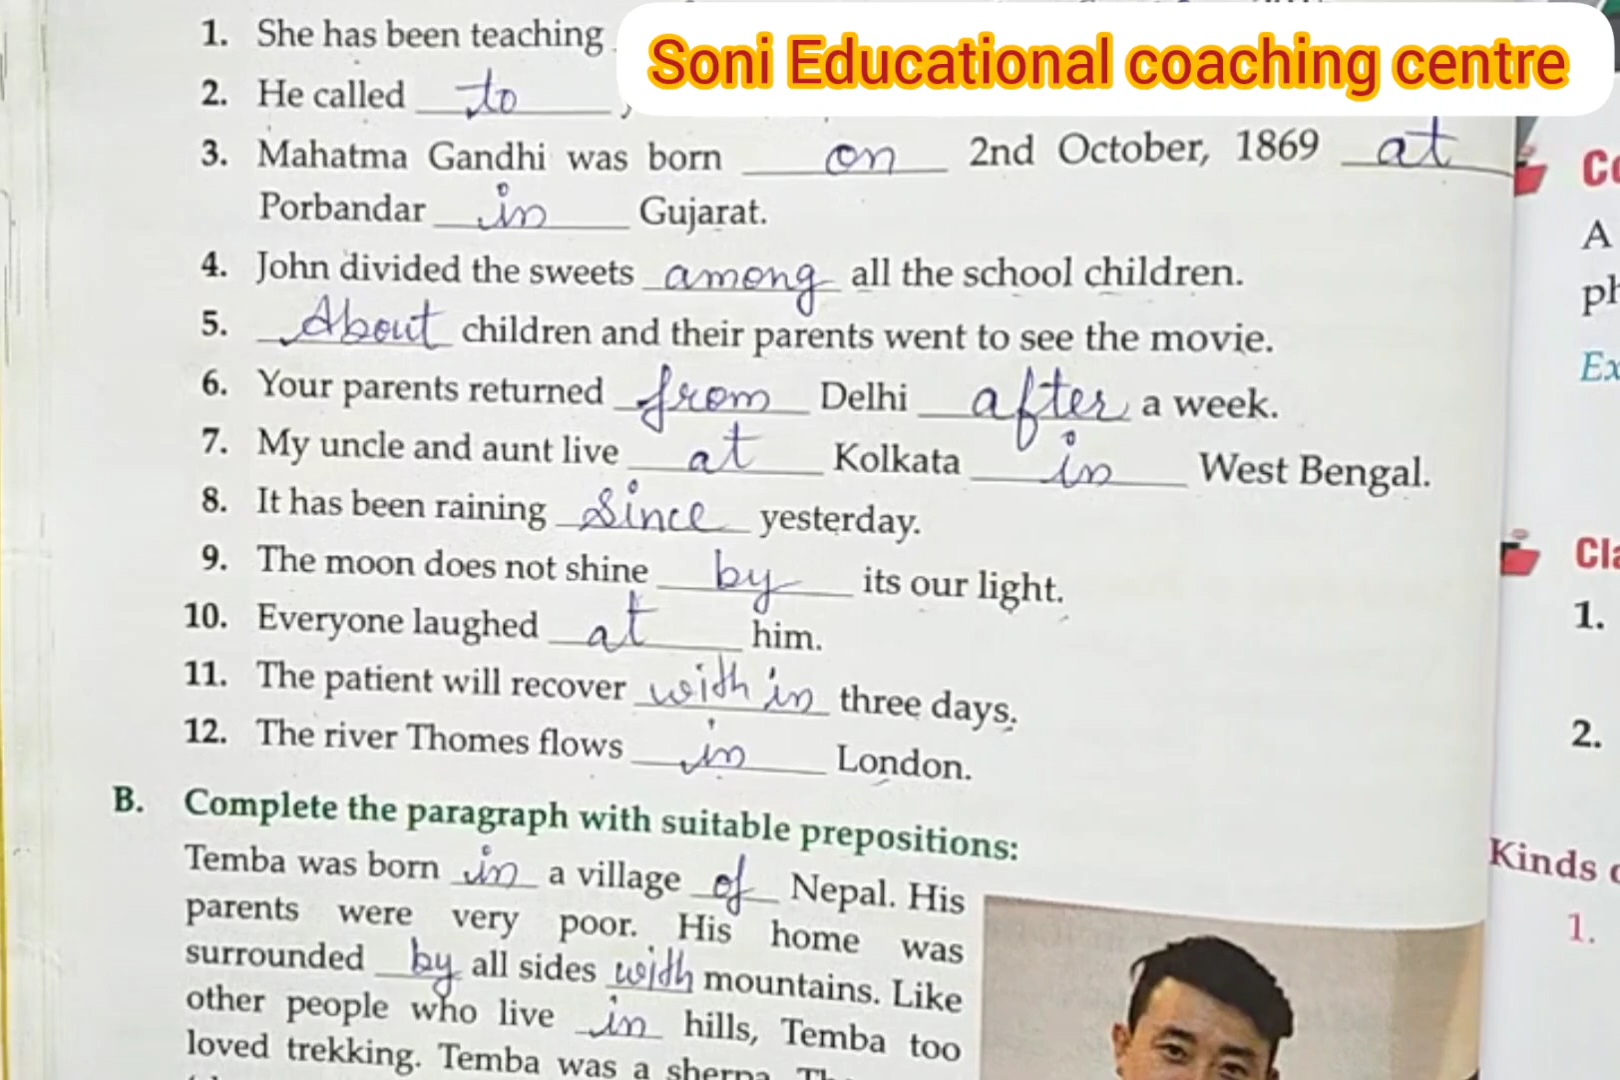 Soni Educational coaching centre
1. She has been teaching
2. He called to
3. Mahatma Gandhi was born on 2nd October, 1869 at
Porbandar in Gujarat.
4. John divided the sweets among all the school children.
5. About children and their parents went to see the movie.
6. Your parents returned from Delhi after a week.
7. My uncle and aunt live at Kolkata in West Bengal.
8. It has been raining since yesterday.
9. The moon does not shine by its our light.
10. Everyone laughed at him.
11. The patient will recover with in three days.
12. The river Thomes flows in London.
B. Complete the paragraph with suitable prepositions:
Temba was born in a village of Nepal. His
parents were very poor. His home was
surrounded by all sides with mountains. Like
other people who live in hills, Temba too
loved trekking. Temba was a sherpa.
A
Ex
1.
2.
Kinds
1.